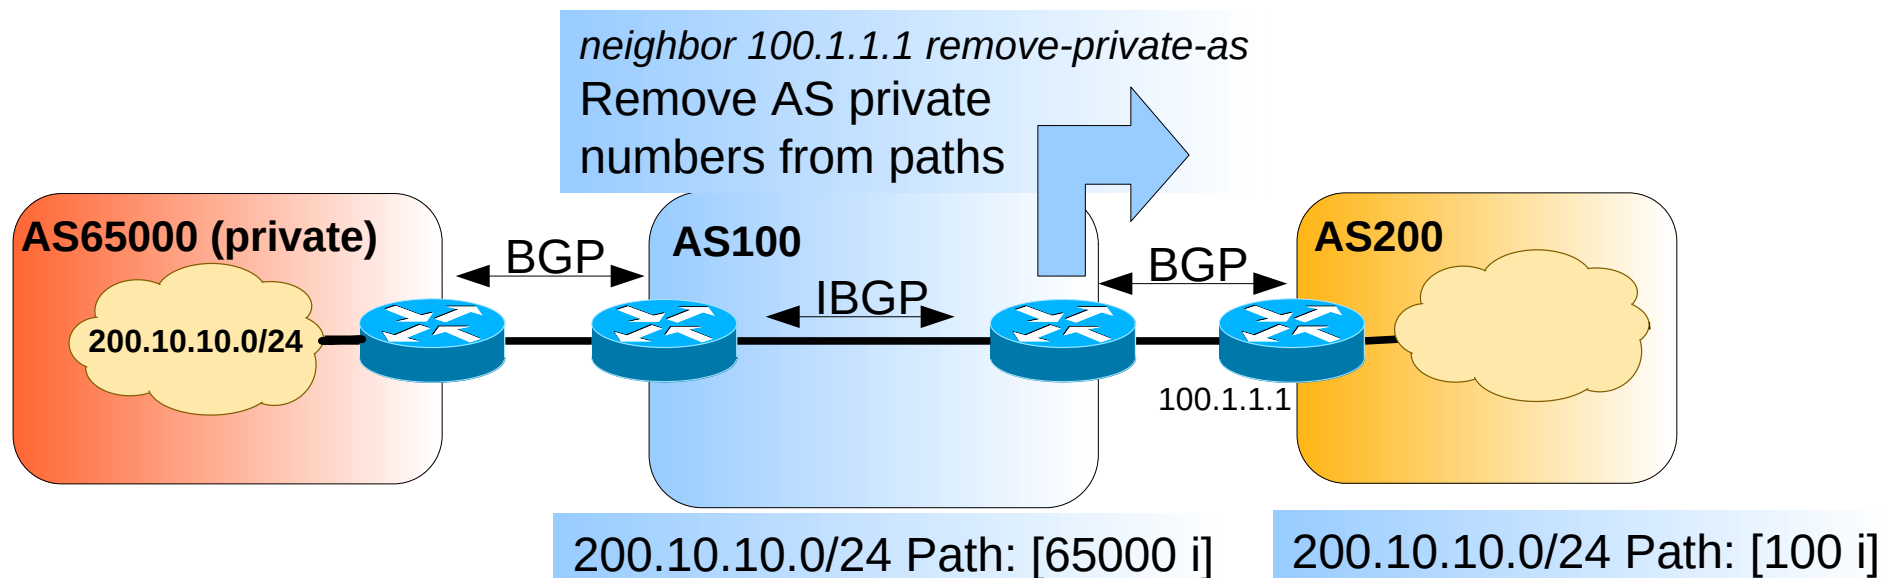 neighbor 100.1.1.1 remove-private-as
Remove AS private
numbers from paths
AS65000 (private)
BGP
AS100
IBGP
BGP
AS200
200.10.10.0/24
100.1.1.1
200.10.10.0/24 Path: [65000 i]
200.10.10.0/24 Path: [100 i]